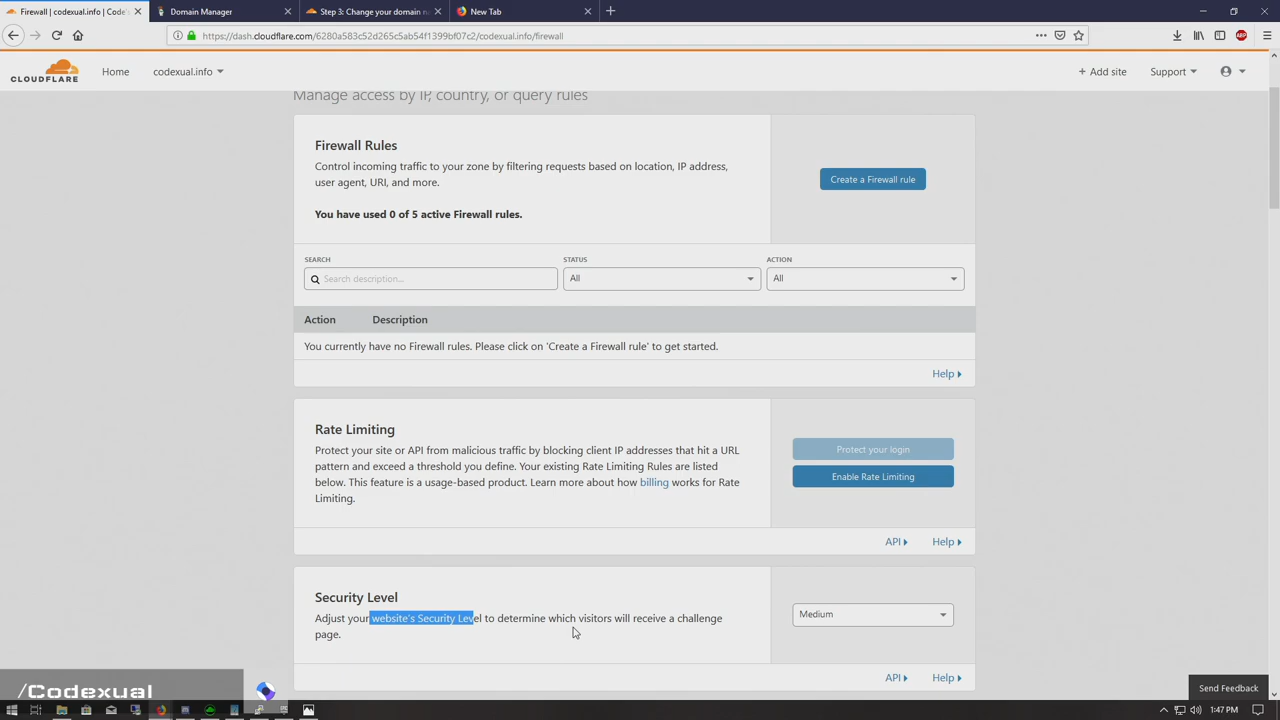 Firewall | codexual.info | Code's
Domain Manager
Step 3: Change your domain na
New Tab
https://dash.cloudflare.com/6280a583c52d265c5ab54f1399bf07c2/codexual.info/firewall
ABP
CLOUDFLARE
Home
codexual.info
+ Add site
Support
Manage access by IP, country, or query rules
Firewall Rules
Control incoming traffic to your zone by filtering requests based on location, IP address,
user agent, URI, and more.
You have used 0 of 5 active Firewall rules.
Create a Firewall rule
SEARCH
STATUS
ACTION
Search description...
All
All
Action
Description
You currently have no Firewall rules. Please click on 'Create a Firewall rule' to get started.
Help
Rate Limiting
Protect your site or API from malicious traffic by blocking client IP addresses that hit a URL
pattern and exceed a threshold you define. Your existing Rate Limiting Rules are listed
below. This feature is a usage-based product. Learn more about how billing works for Rate
Limiting.
Protect your login
Enable Rate Limiting
API
Help
Security Level
Adjust your website's Security Level to determine which visitors will receive a challenge
page.
Medium
API
Help
Send Feedback
/Codexual
1:47 PM